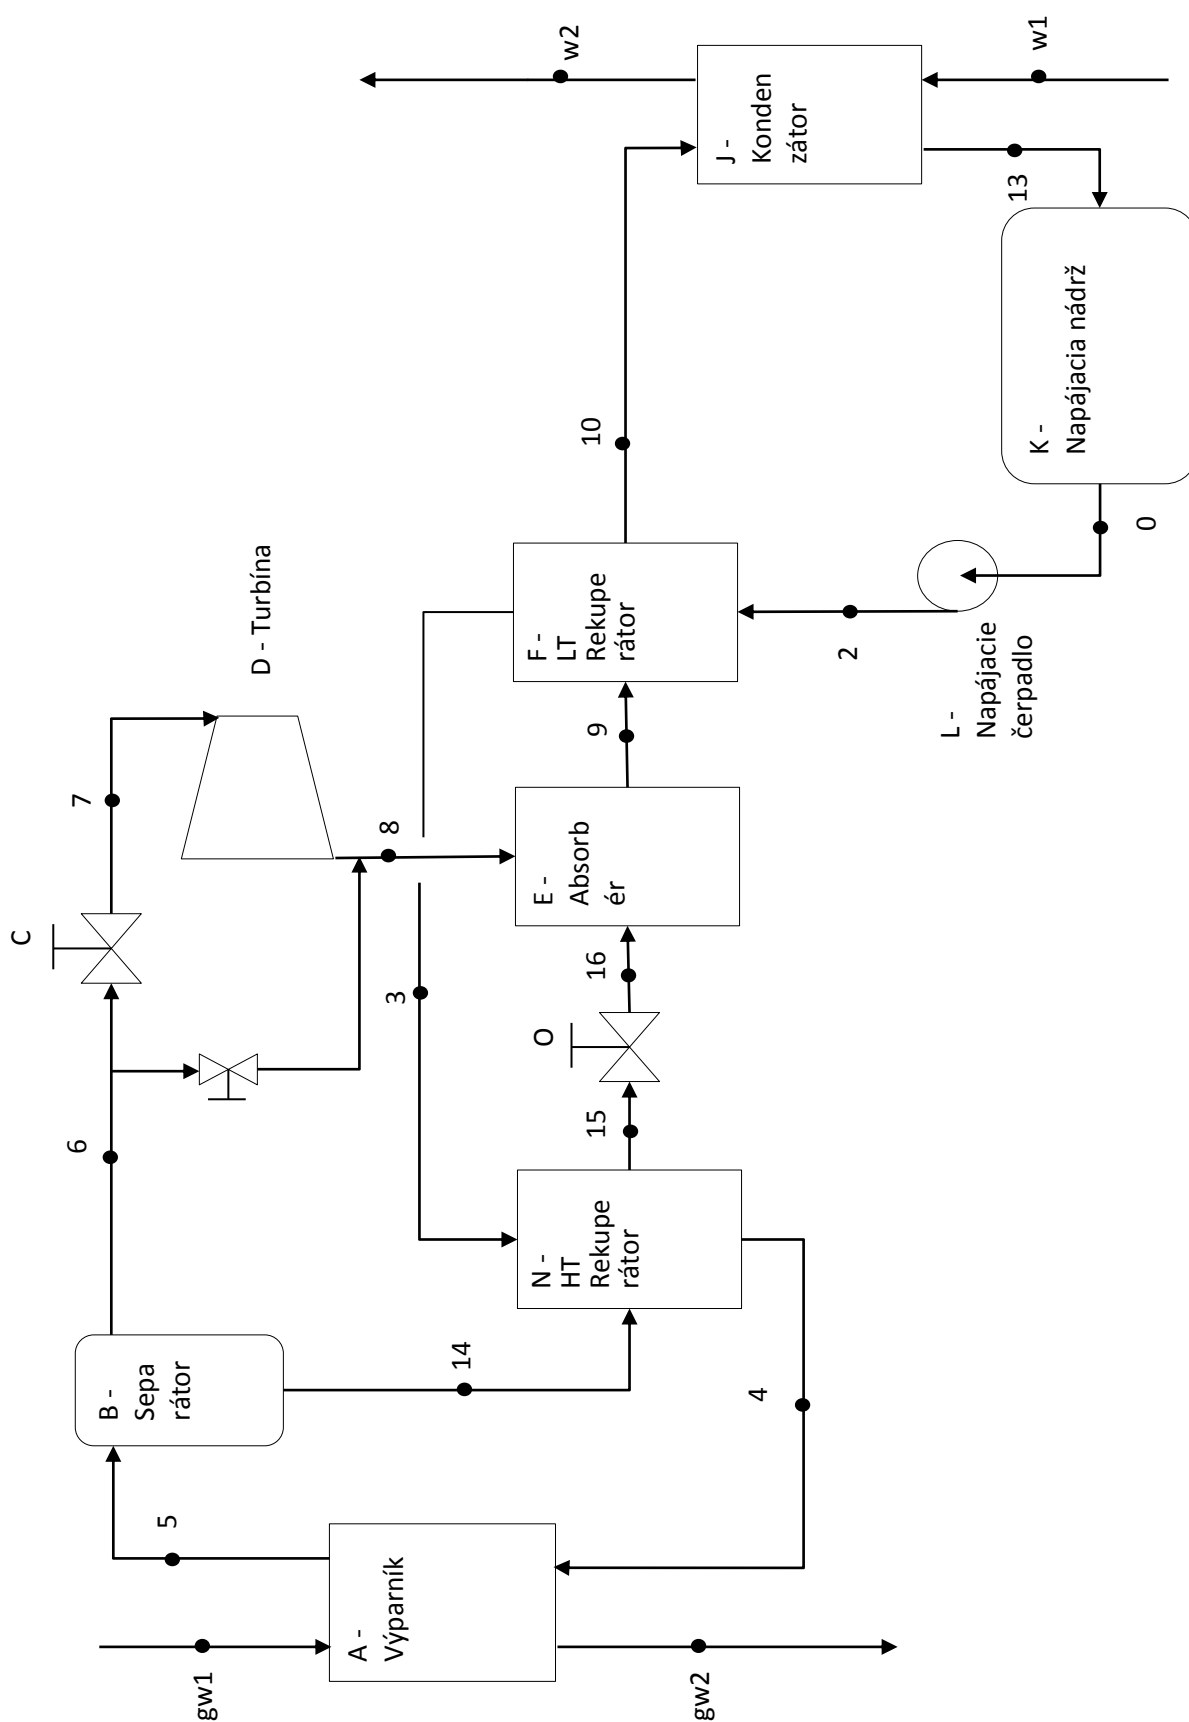 gw1
gw2
A -
Výparník
5
B -
Sepa
rátor
6
14
4
N -
HT
Rekupe
rátor
15
O
16
3
C
7
D - Turbína
8
E -
Absorb
ér
9
F -
LT
Rekupe
rátor
10
2
L -
Napájacie
čerpadlo
0
K -
Napájacia nádrž
13
J -
Konden
zátor
w2
w1